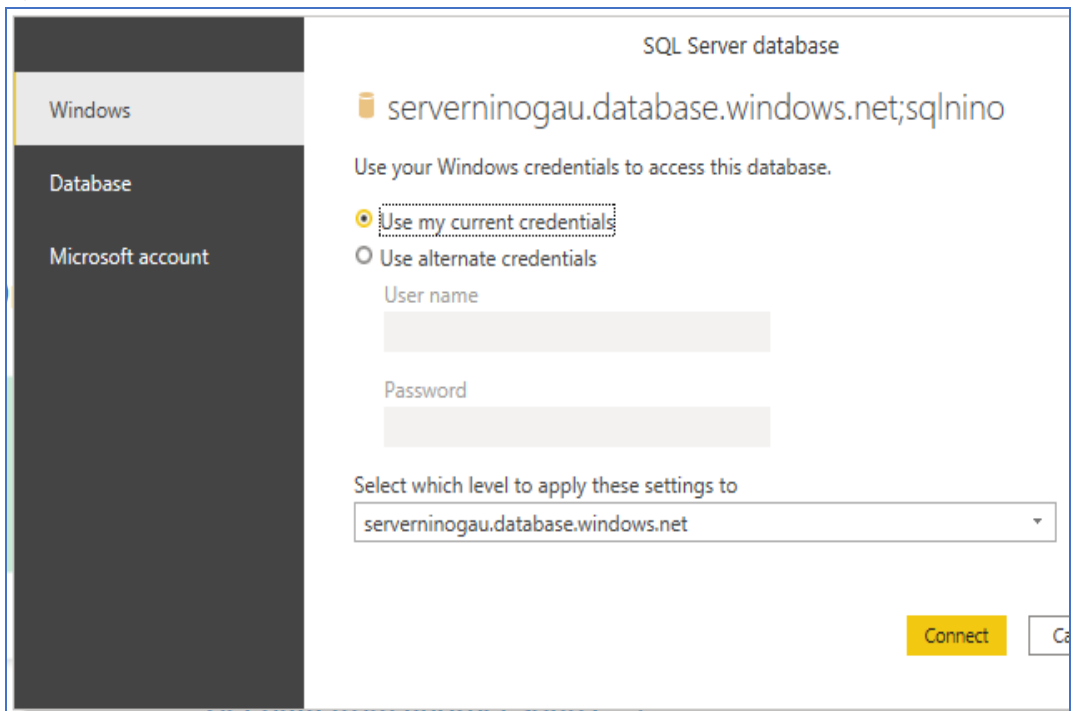 SQL Server database
Windows
Database
Microsoft account
serverninogau.database.windows.net;sqlnino
Use your Windows credentials to access this database.
Use my current credentials
Use alternate credentials
User name
Password
Select which level to apply these settings to
serverninogau.database.windows.net
Connect
Ca